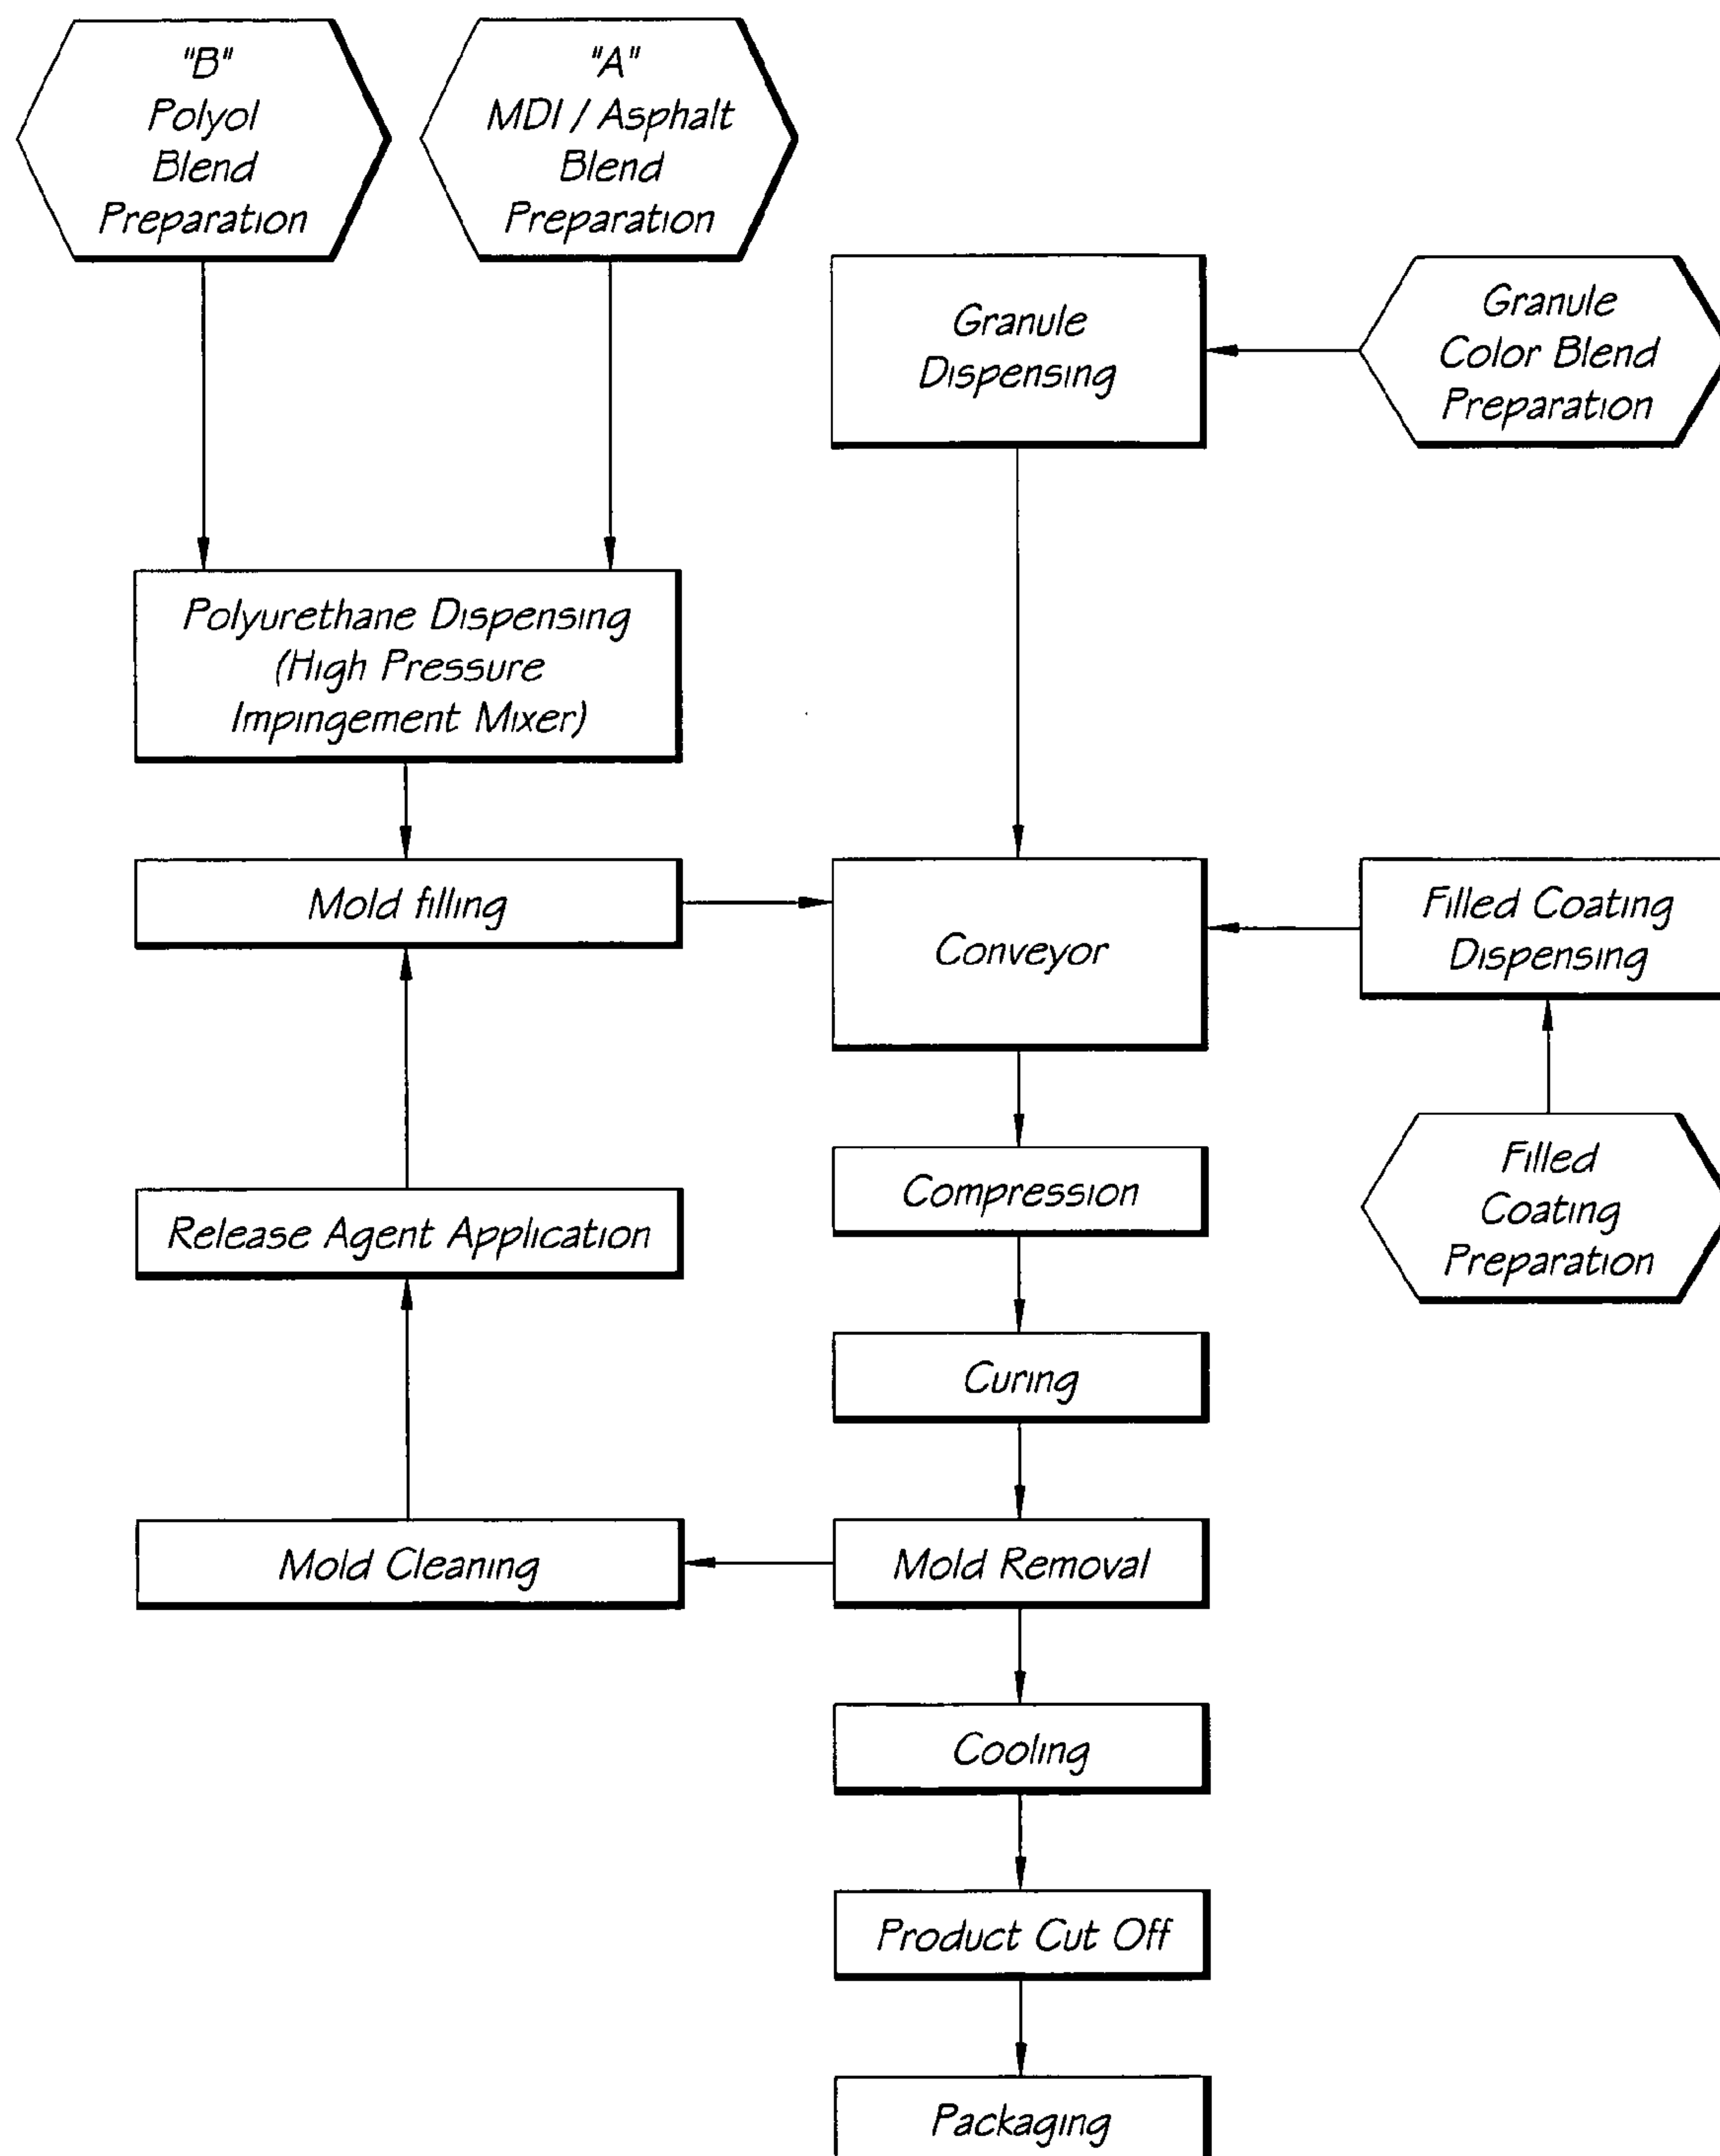 "B"
Polyol
Blend
Preparation
"A"
MDI / Asphalt
Blend
Preparation
Granule
Dispensing
Granule
Color Blend
Preparation
Polyurethane Dispensing
(High Pressure
Impingement Mixer)
Mold filling
Conveyor
Filled Coating
Dispensing
Compression
Filled
Coating
Preparation
Release Agent Application
Curing
Mold Cleaning
Mold Removal
Cooling
Product Cut Off
Packaging